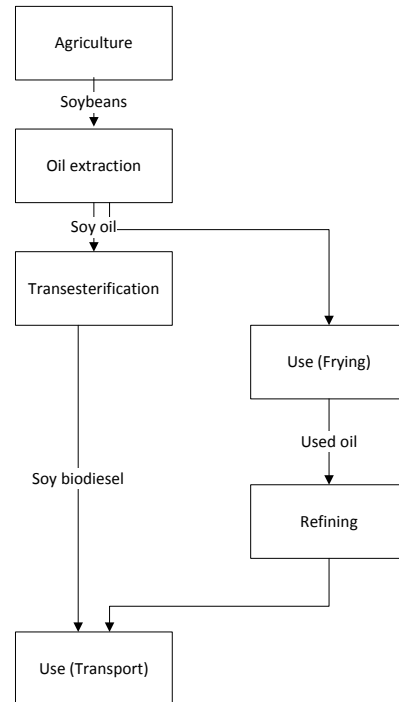 Agriculture
Soybeans
Oil extraction
Soy oil
Transesterification
Use (Frying)
Used oil
Soy biodiesel
Refining
Use (Transport)